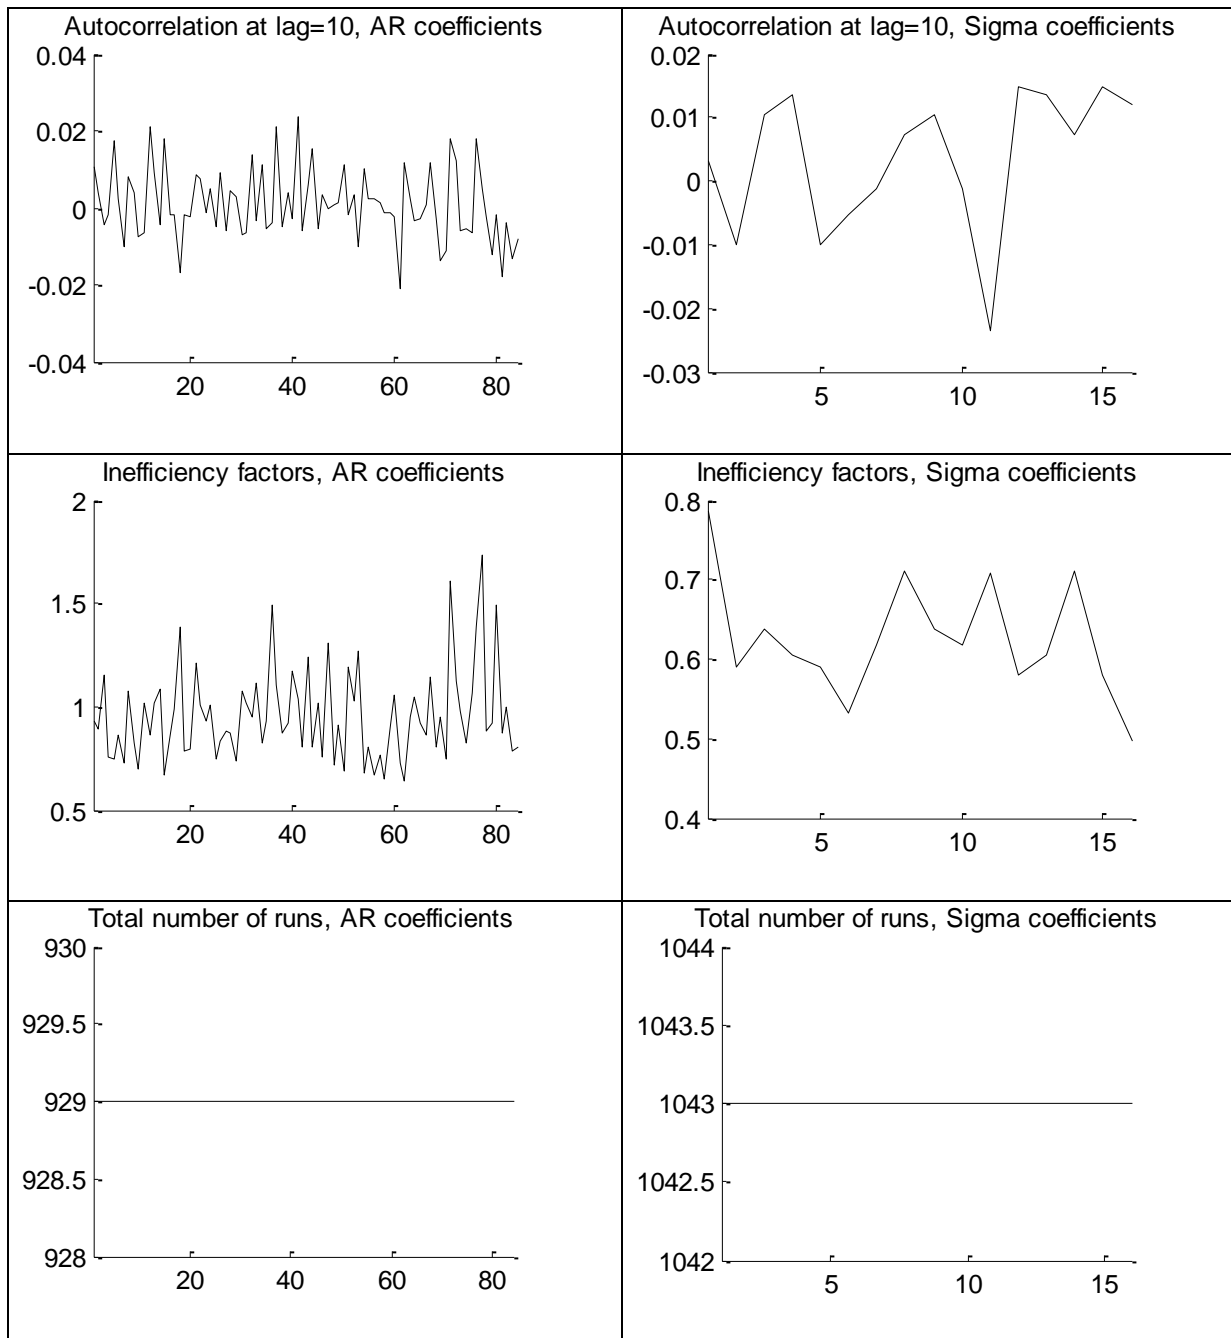 Autocorrelation at lag=10, AR coefficients
0.04
0.02
0
-0.02
-0.04
20 40 60 80
Autocorrelation at lag=10, Sigma coefficients
0.02
0.01
0
-0.01
-0.02
-0.03
5 10 15
Inefficiency factors, AR coefficients
2
1.5
1
0.5
20 40 60 80
Inefficiency factors, Sigma coefficients
0.8
0.7
0.6
0.5
0.4
5 10 15
Total number of runs, AR coefficients
930
929.5
929
928.5
928
20 40 60 80
Total number of runs, Sigma coefficients
1044
1043.5
1043
1042.5
1042
5 10 15